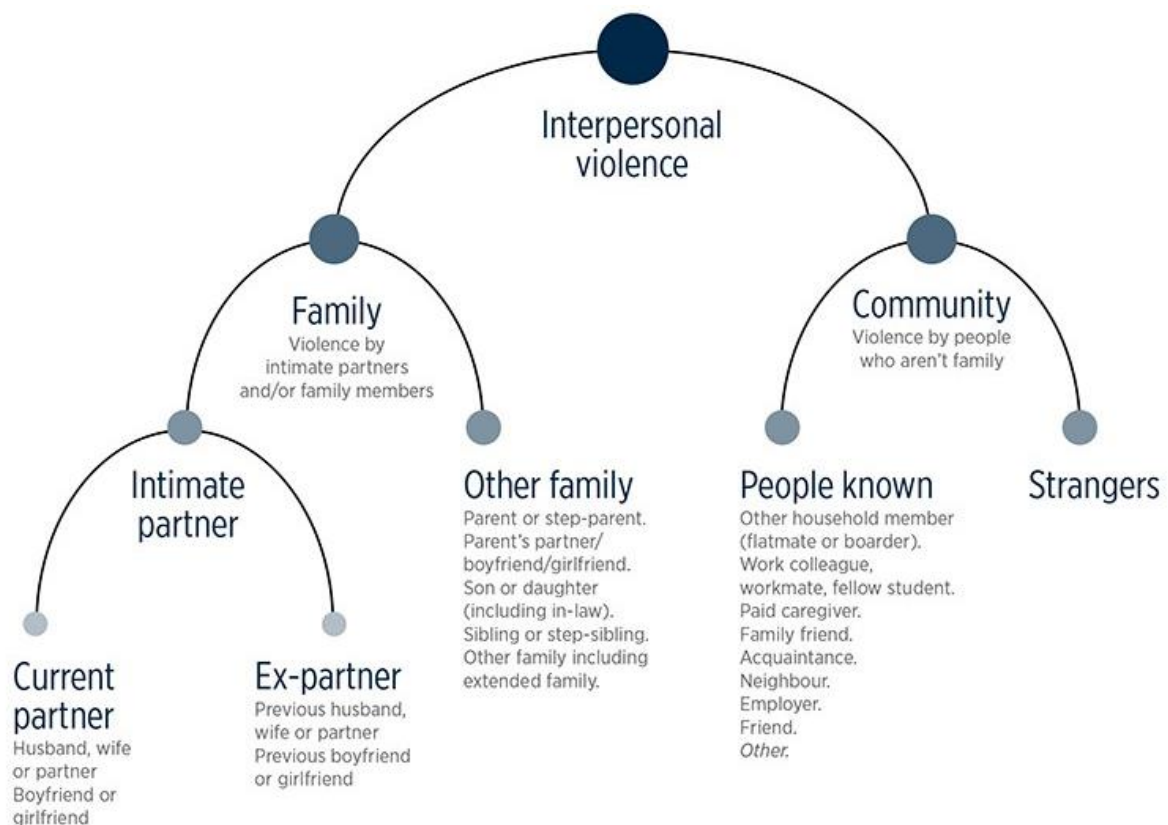 Interpersonal
violence
Family
Violence by
intimate partners
and/or family members
Community
Violence by people
who aren't family
Intimate
partner
Other family
Parent or step-parent.
Parent's partner/
boyfriend/girlfriend.
Son or daughter
(including in-law).
Sibling or step-sibling.
Other family including
extended family.
People known
Other household member
(flatmate or boarder).
Work colleague,
workmate, fellow student.
Paid caregiver.
Family friend.
Acquaintance.
Neighbour.
Employer.
Friend.
Other.
Strangers
Current
partner
Husband, wife
or partner
Boyfriend or
girlfriend
Ex-partner
Previous husband,
wife or partner
Previous boyfriend
or girlfriend